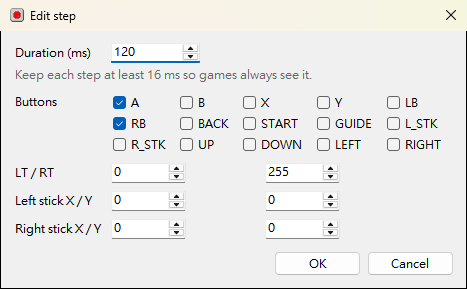 Edit step
Duration (ms) 120
Keep each step at least 16 ms so games always see it.
Buttons A B X Y LB
RB BACK START GUIDE L_STK
R_STK UP DOWN LEFT RIGHT
LT / RT 0 255
Left stick X / Y 0 0
Right stick X / Y 0 0
OK Cancel